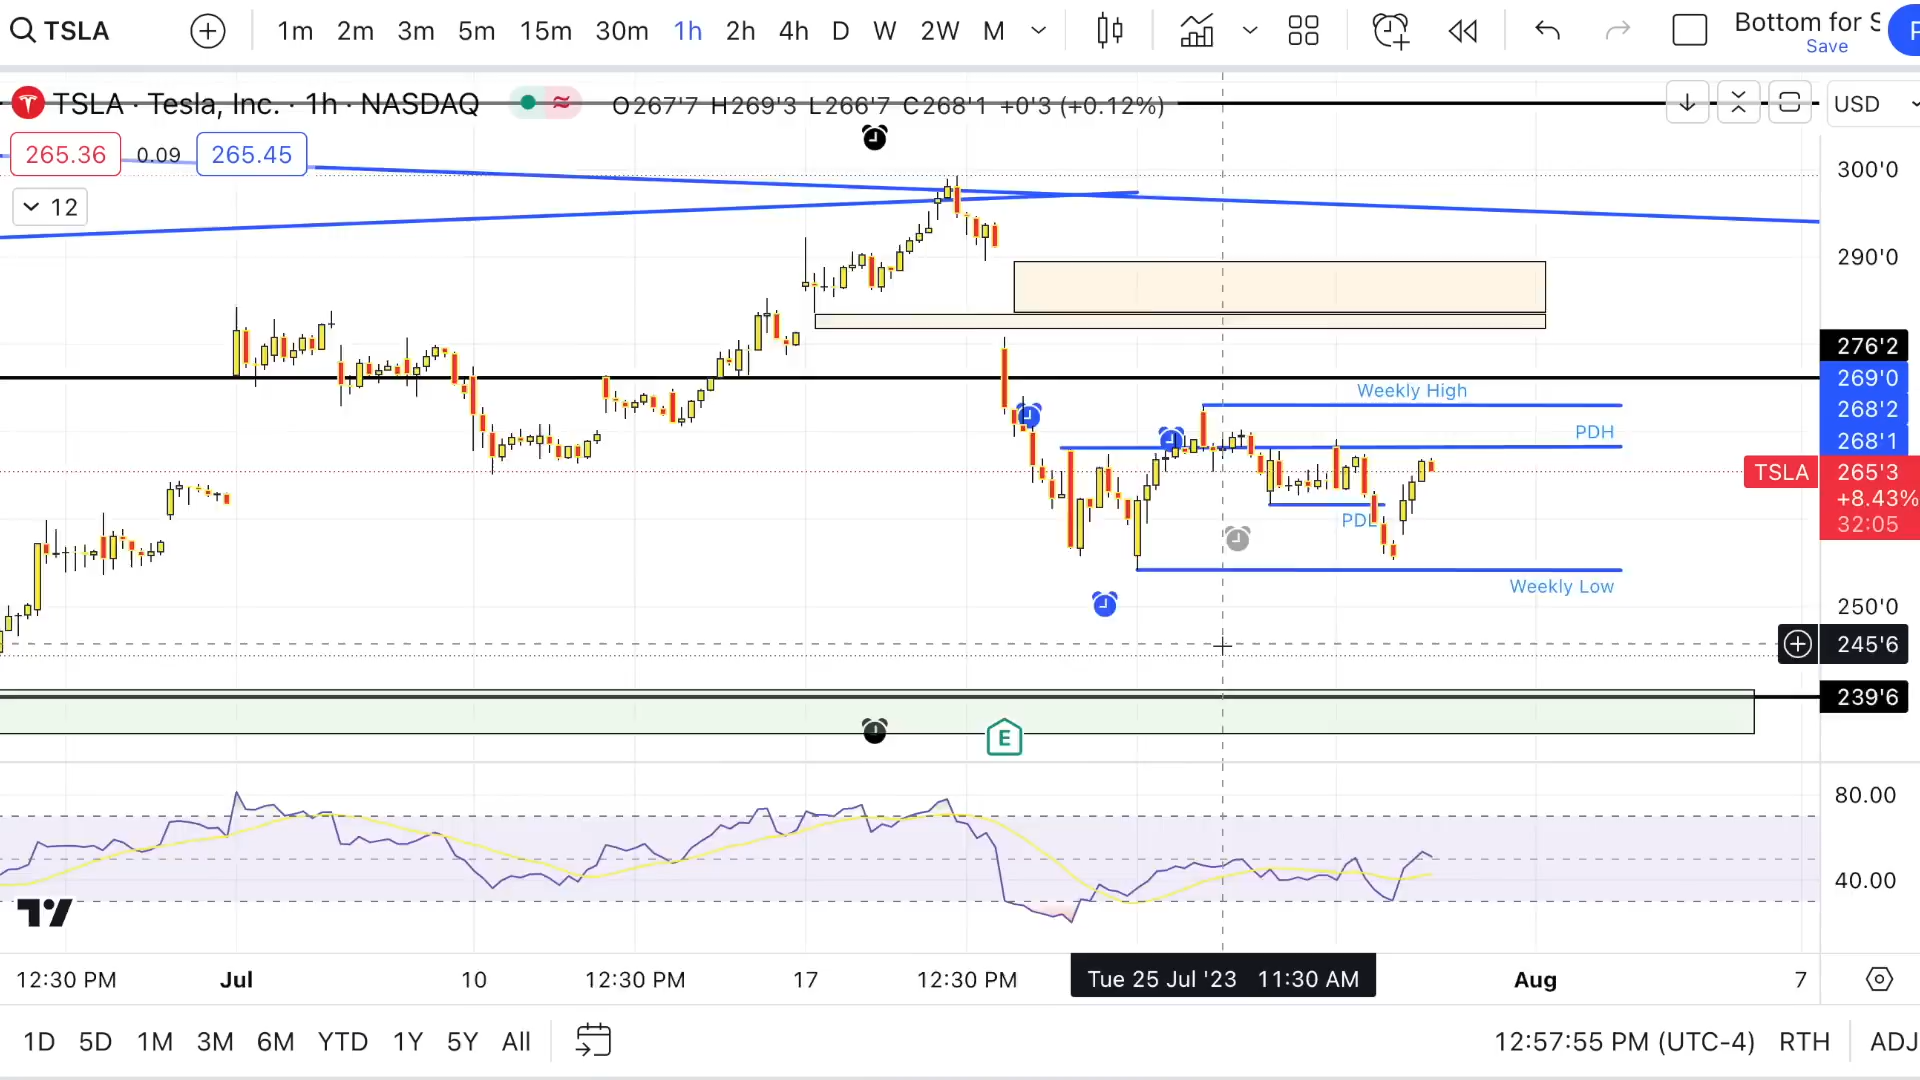 TSLA 1m 2m 3m 5m 15m 30m 1h 2h 4h D W 2W M Bottom for S
Save
TSLA · Tesla, Inc. · 1h · NASDAQ O267'7 H269'3 L266'7 C268'1 +0'3 (+0.12%) USD
265.36 0.09 265.45
12
300'0
290'0
276'2
269'0
Weekly High
268'2
PDH
268'1
TSLA 265'3
+8.43%
32:05
PDL
Weekly Low
250'0
245'6
239'6
E
80.00
40.00
12:30 PM Jul 10 12:30 PM 17 12:30 PM Tue 25 Jul '23 11:30 AM Aug 7
1D 5D 1M 3M 6M YTD 1Y 5Y All 12:57:55 PM (UTC-4) RTH ADJ